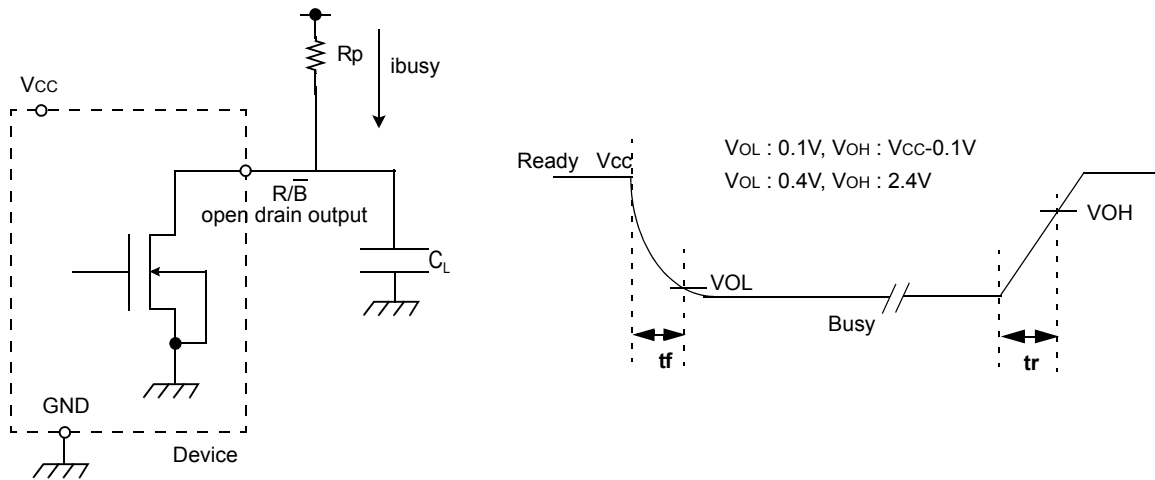 Rp
ibusy
VCC
R/B̅
open drain output
CL
GND
Device
VOL : 0.1V, VOH : VCC-0.1V
VOL : 0.4V, VOH : 2.4V
Ready Vcc
VOH
VOL
Busy
tf
tr